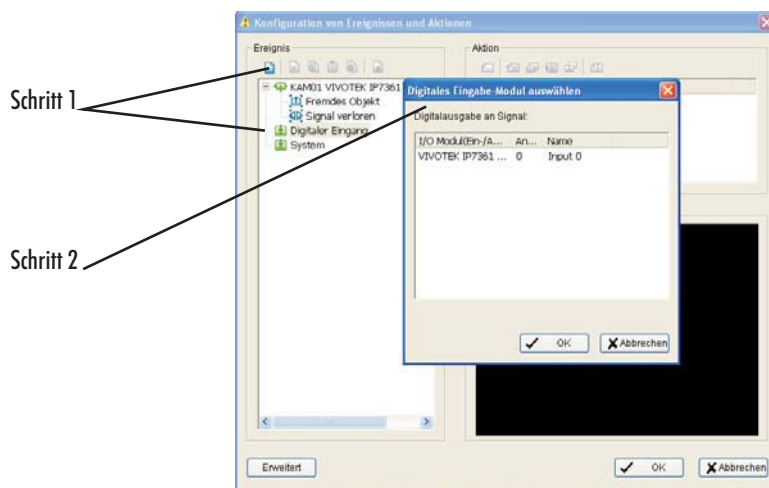 Konfiguration von Ereignissen und Aktionen
Ereignis
Aktion
Schritt 1
KAM01 VIVOTEK IP7361
Fremdes Objekt
Signal verloren
Digitaler Eingang
System
Digitales Eingabe-Modul auswählen
Digitalausgabe an Signal:
I/O Modul(Ein-/A... An... Name
VIVOTEK IP7361 ... 0 Input 0
Schritt 2
OK Abbrechen
Erweitert OK Abbrechen